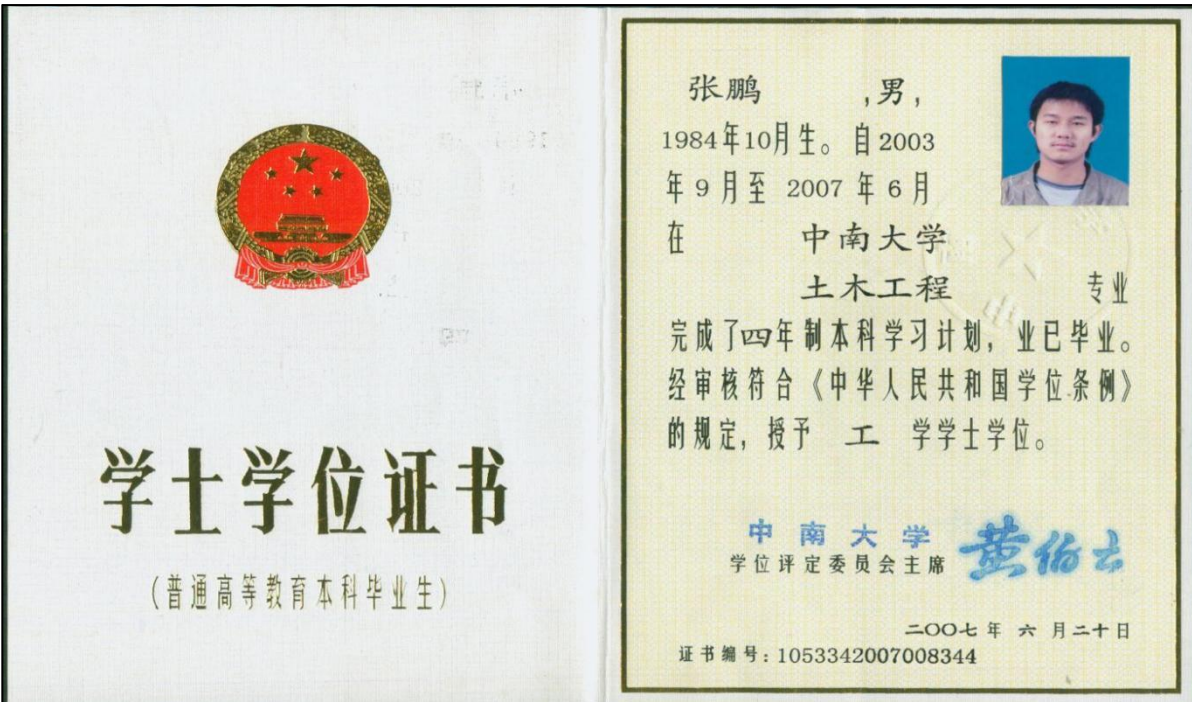 学士学位证书
(普通高等教育本科毕业生)
张鹏 ,男,
1984年10月生。自2003
年9月至 2007 年6月
在 中南大学
土木工程 专业
完成了四年制本科学习计划,业已毕业。
经审核符合《中华人民共和国学位条例》
的规定,授予 工 学学士学位。
中南大学
学位评定委员会主席 黄伯云
二〇〇七年 六 月二十日
证书编号:1053342007008344